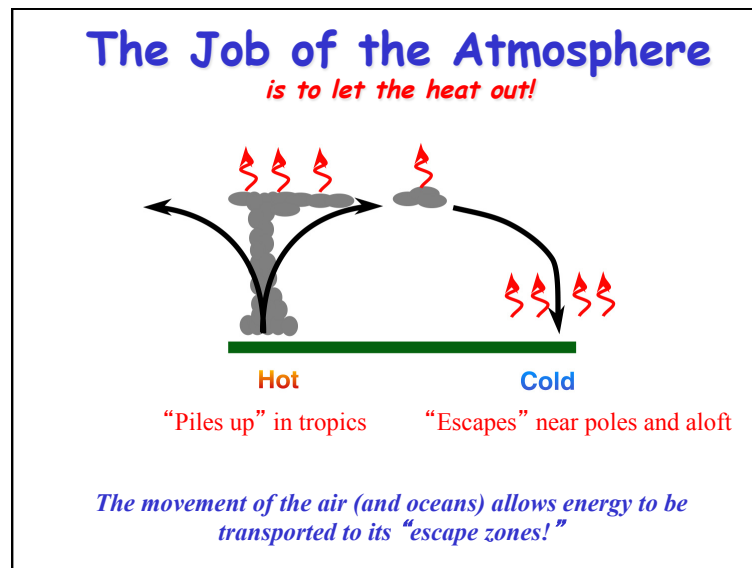 The Job of the Atmosphere
is to let the heat out!
Hot
Cold
“Piles up” in tropics
“Escapes” near poles and aloft
The movement of the air (and oceans) allows energy to be
transported to its “escape zones!”